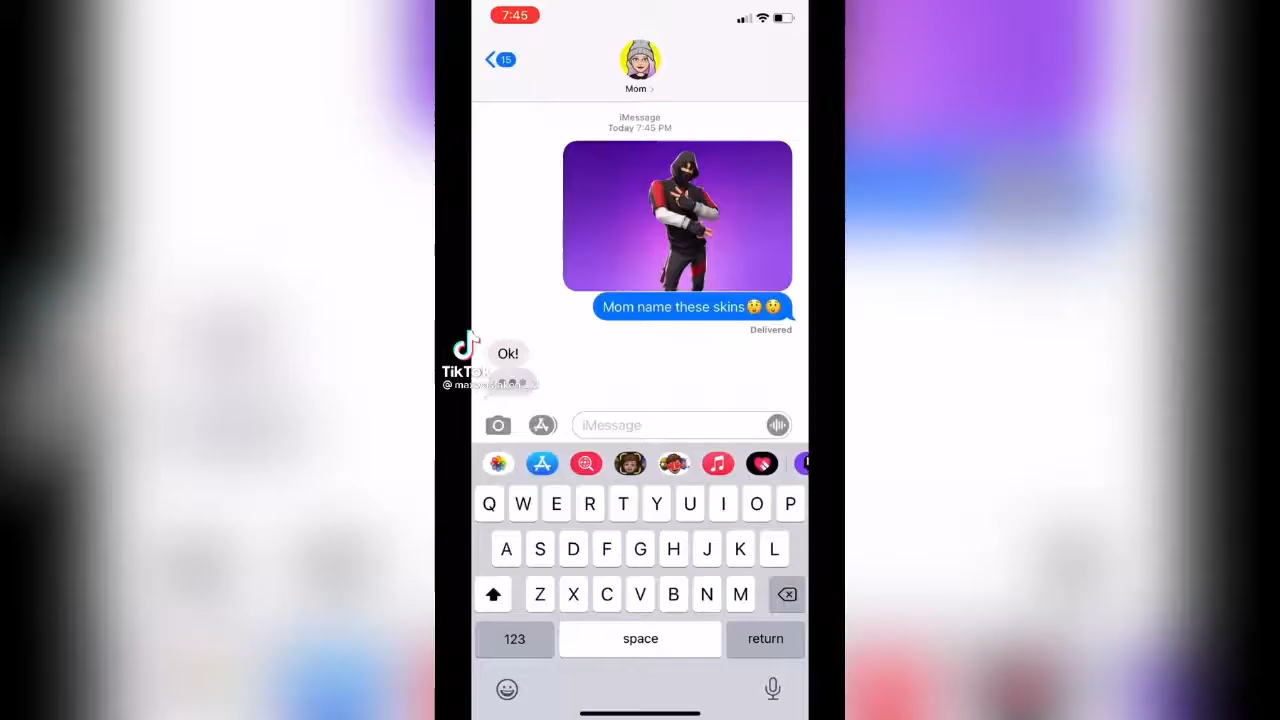 7:45
15
Mom
iMessage
Today 7:45 PM
Mom name these skins😲😲
Delivered
Ok!
TikTok
iMessage
Q W E R T Y U I O P
A S D F G H J K L
Z X C V B N M
123 space return